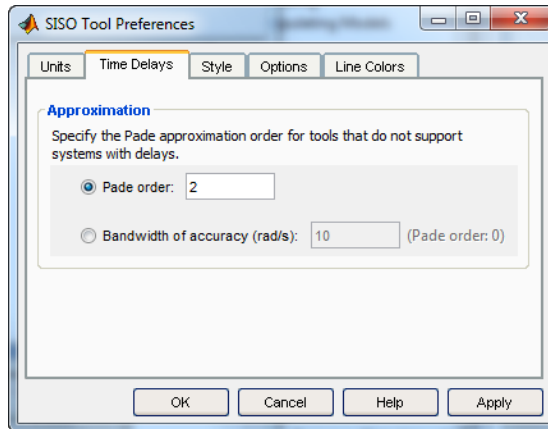 SISO Tool Preferences
Units Time Delays Style Options Line Colors
Approximation
Specify the Pade approximation order for tools that do not support
systems with delays.
Pade order: 2
Bandwidth of accuracy (rad/s): 10 (Pade order: 0)
OK Cancel Help Apply